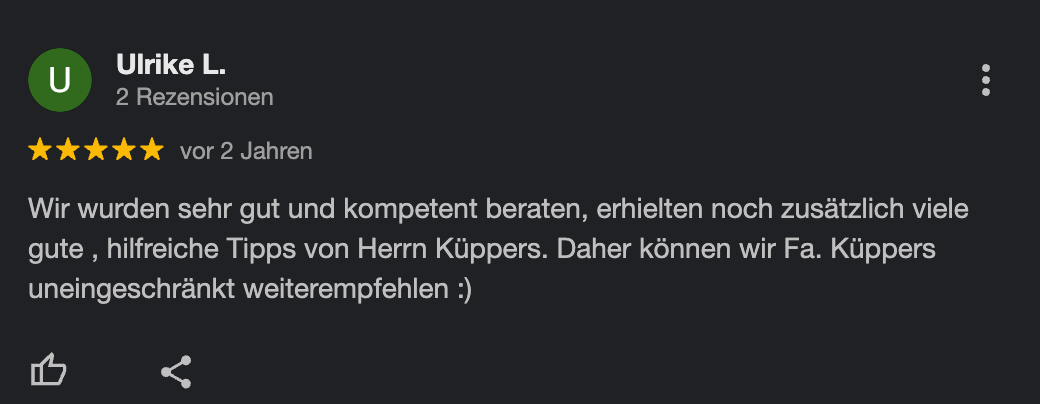 U
Ulrike L.
2 Rezensionen
vor 2 Jahren
Wir wurden sehr gut und kompetent beraten, erhielten noch zusätzlich viele
gute , hilfreiche Tipps von Herrn Küppers. Daher können wir Fa. Küppers
uneingeschränkt weiterempfehlen :)